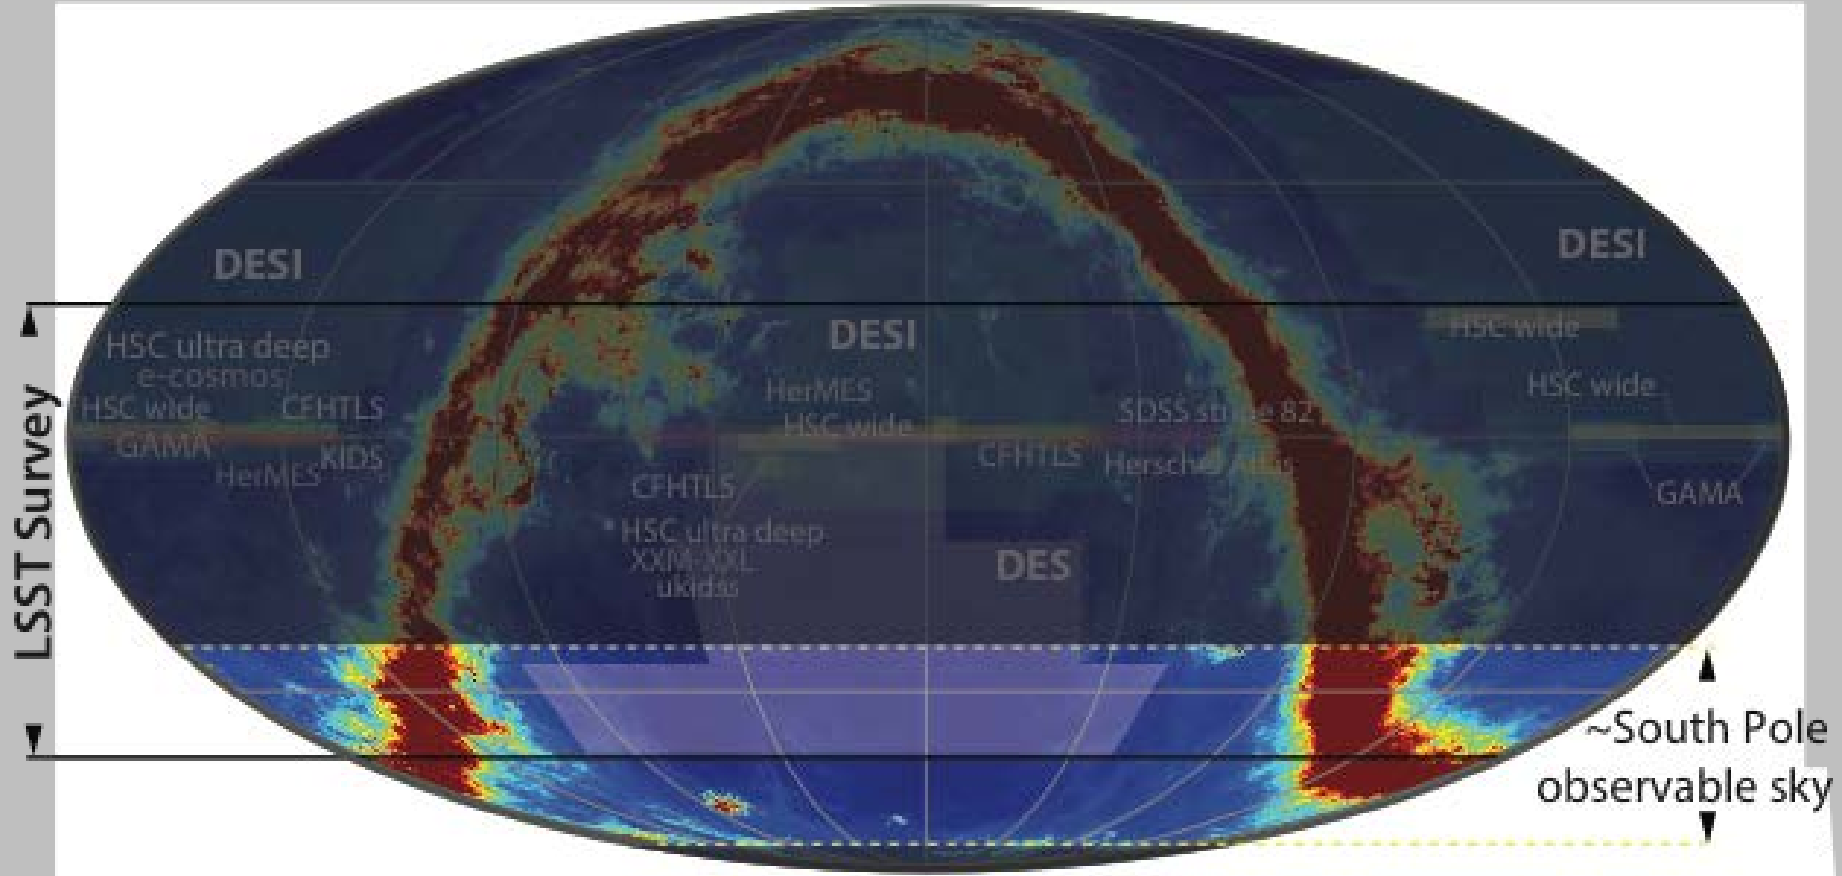 DESI
DESI
DESI
HSC wide
HSC ultra deep
e-cosmos
HSC wide
CFHTLS
GAMA
KIDS
HerMES
HerMES
HSC wide
SDSS stripe 82
HSC wide
CFHTLS
Herschel Atlas
GAMA
CFHTLS
* HSC ultra deep
XXM-XXL
ukidss
DES
LSST Survey
~South Pole
observable sky